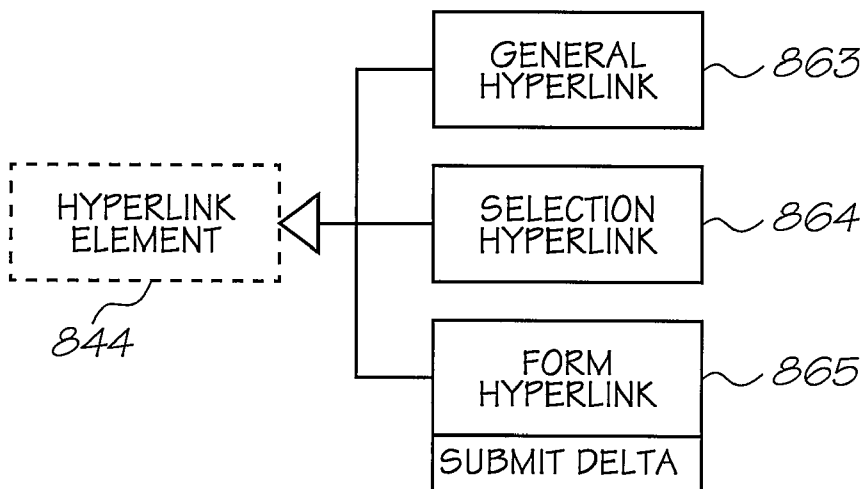 GENERAL
HYPERLINK
863
HYPERLINK
ELEMENT
844
SELECTION
HYPERLINK
864
FORM
HYPERLINK
865
SUBMIT DELTA